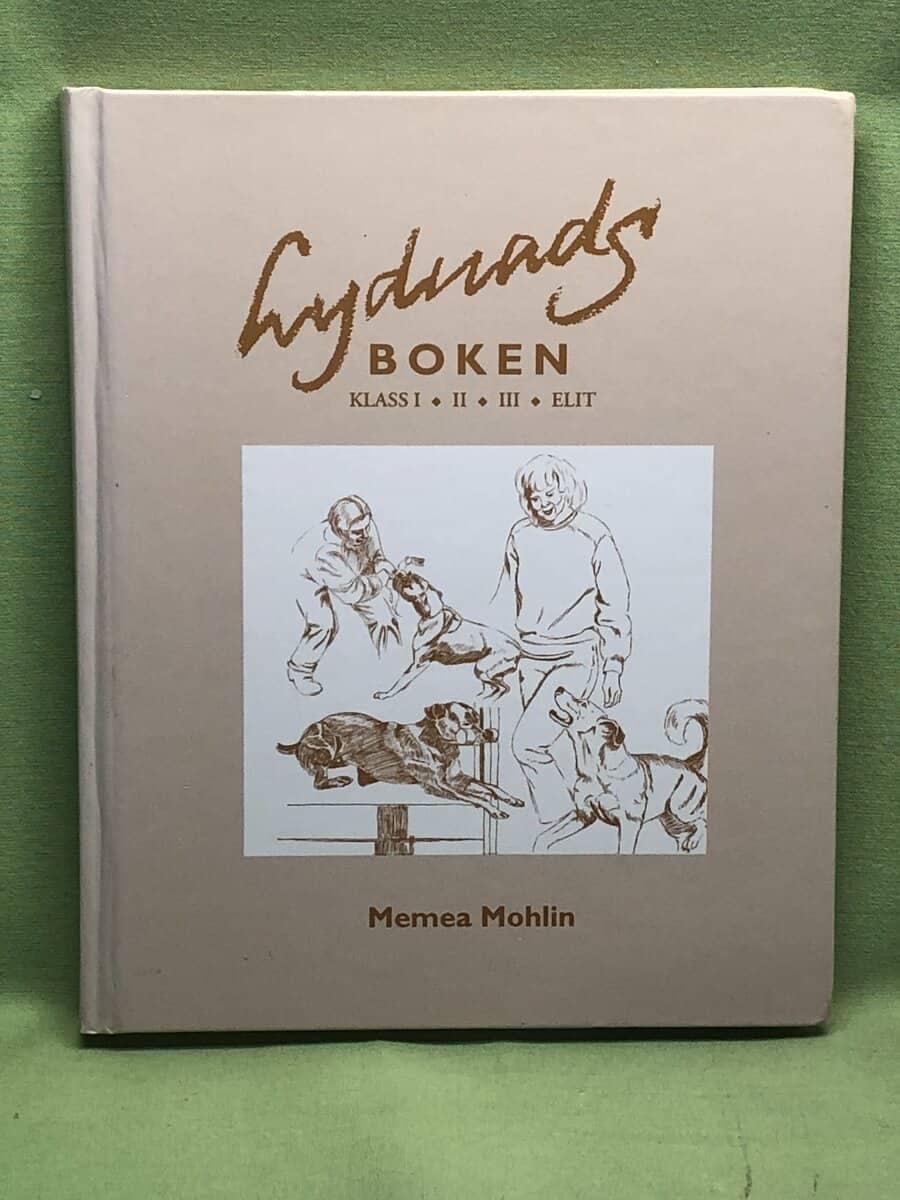 Lydnads
BOKEN
KLASS I ◆ II ◆ III ◆ ELIT
Memea Mohlin